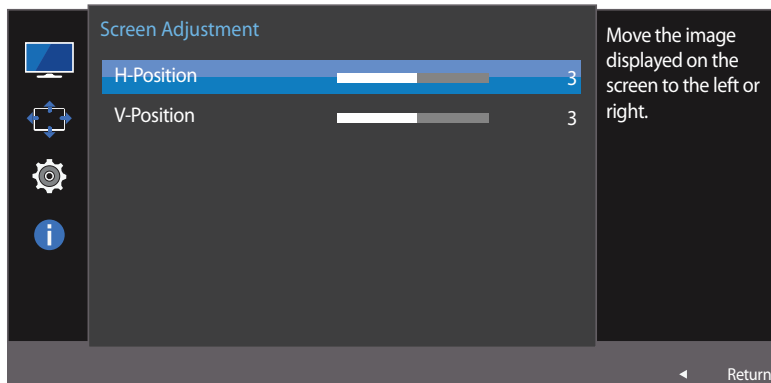 Screen Adjustment
H-Position 3
V-Position 3
Move the image
displayed on the
screen to the left or
right.
Return